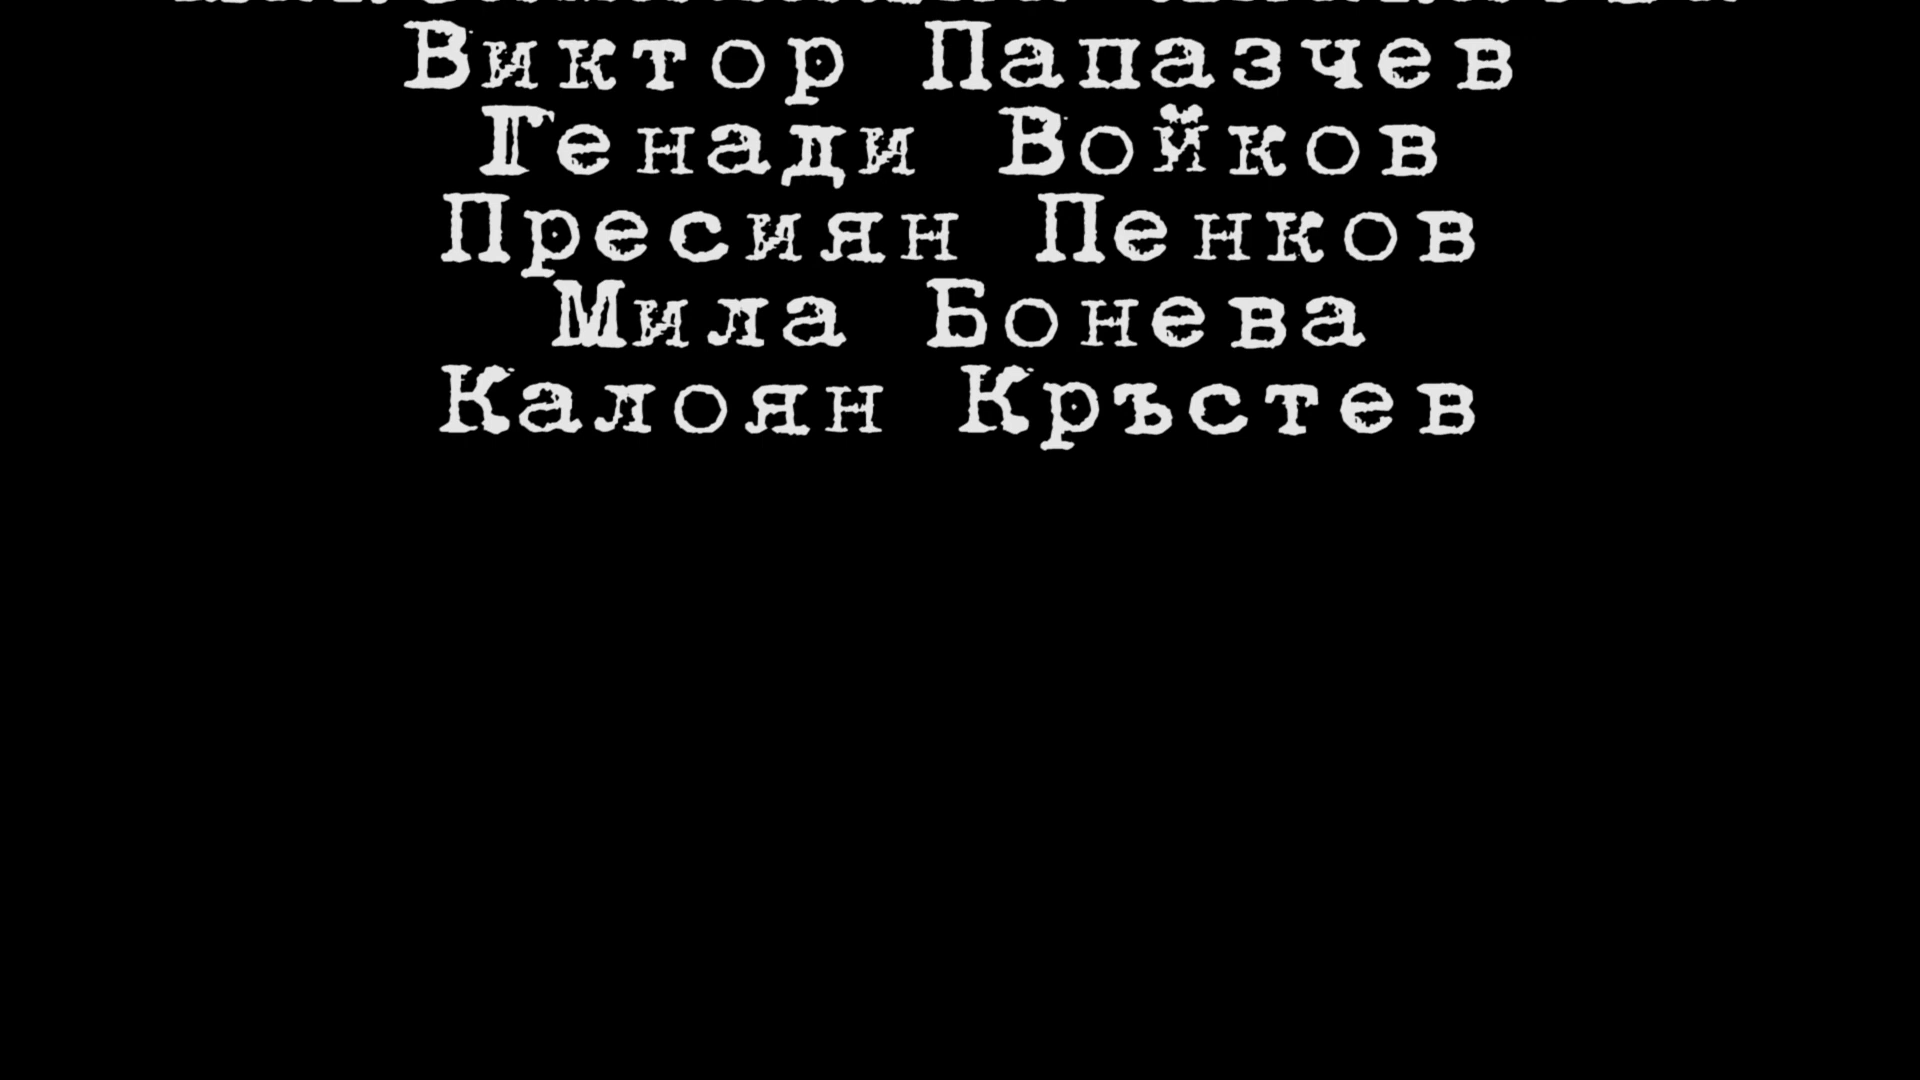 Виктор Папазчев
Генади Войков
Пресиян Пенков
Мила Бонева
Калоян Кръстев